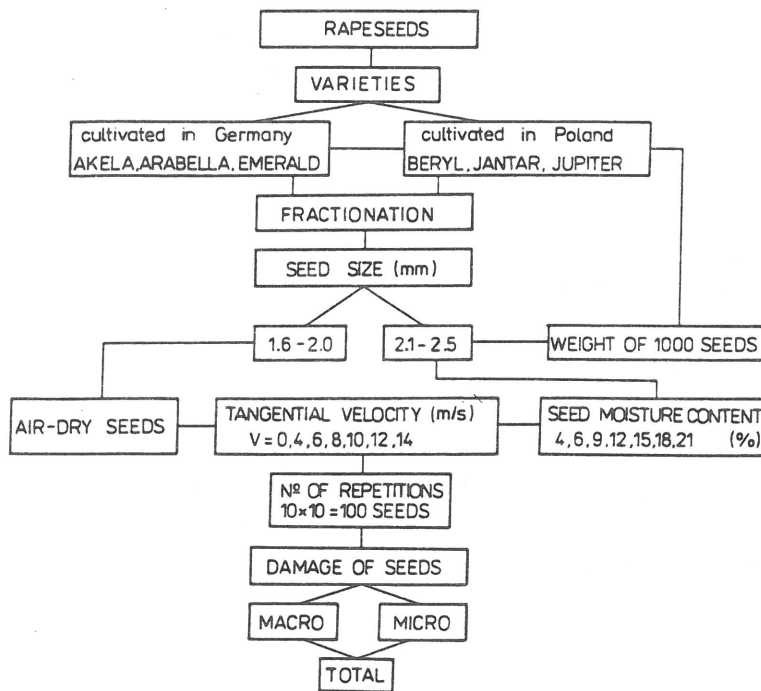 RAPESEEDS
VARIETIES
cultivated in Germany
AKELA,ARABELLA,EMERALD
cultivated in Poland
BERYL,JANTAR,JUPITER
FRACTIONATION
SEED SIZE (mm)
1.6-2.0
2.1-2.5
WEIGHT OF 1000 SEEDS
AIR-DRY SEEDS
TANGENTIAL VELOCITY (m/s)
V=0,4,6,8,10,12,14
SEED MOISTURE CONTENT
4,6,9,12,15,18,21 (%)
Nº OF REPETITIONS
10×10=100 SEEDS
DAMAGE OF SEEDS
MACRO
MICRO
TOTAL